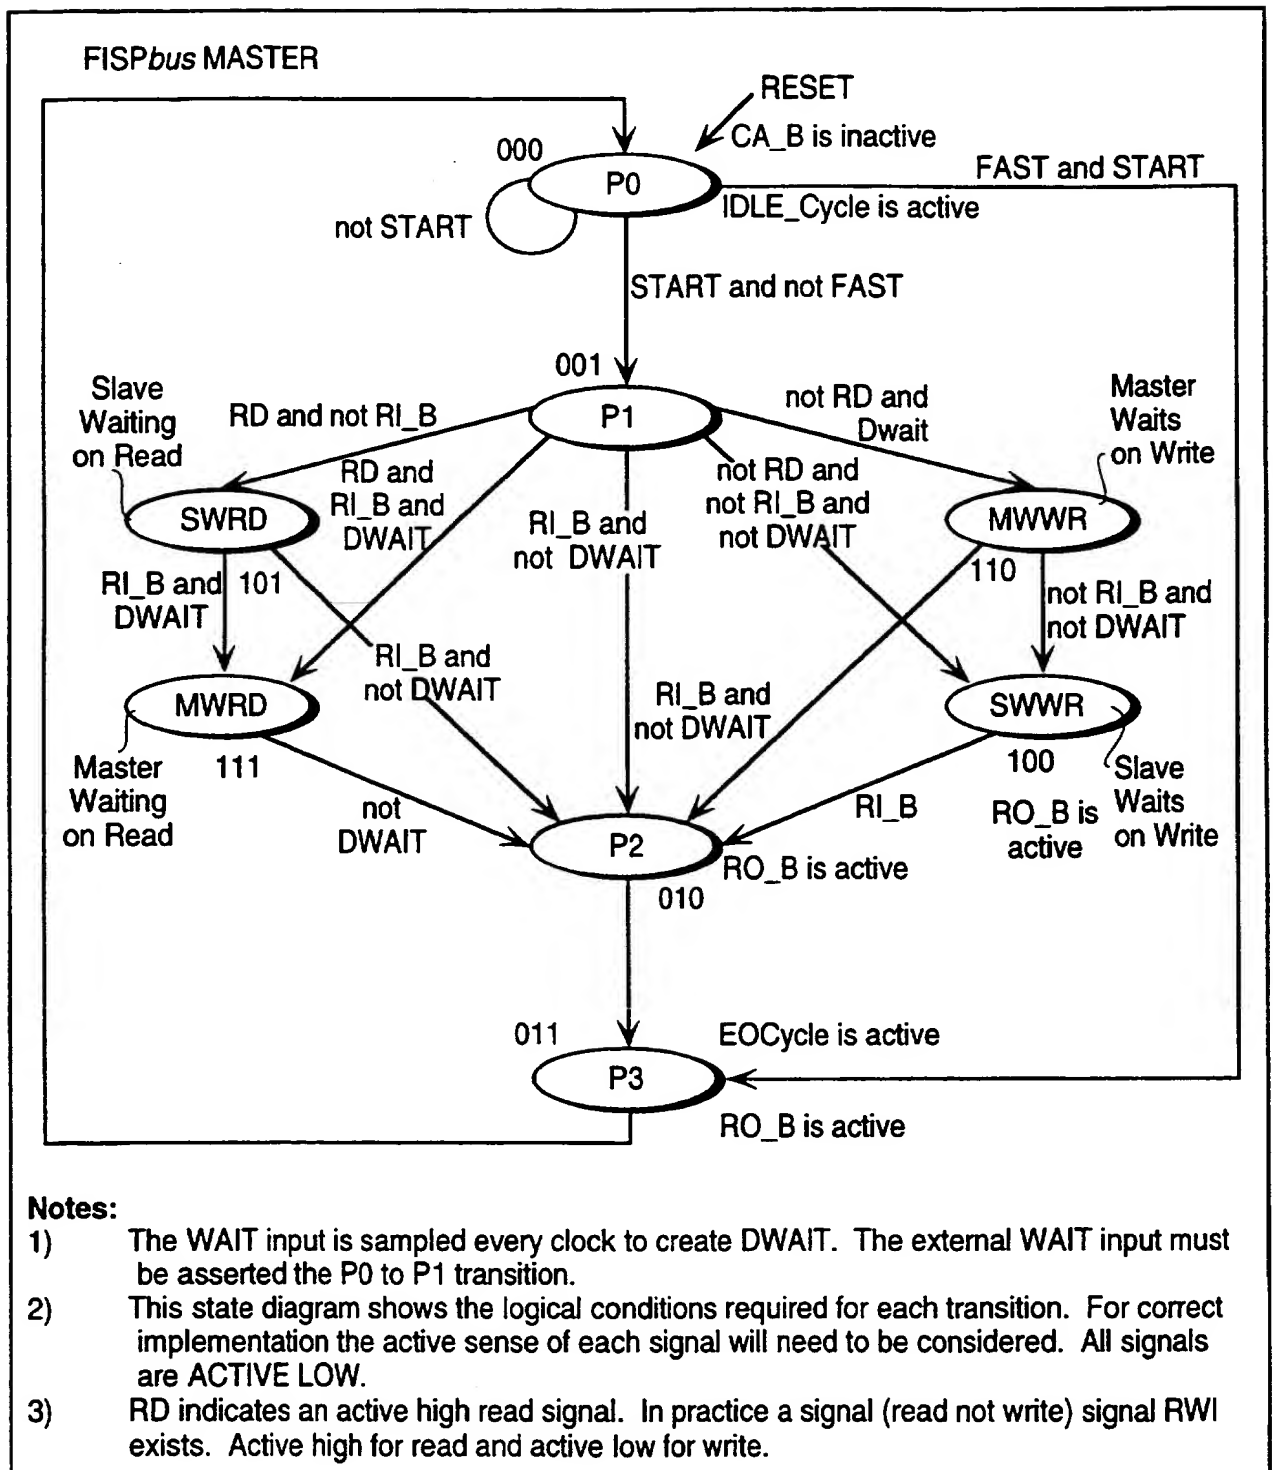 FISPbus MASTER
RESET
CA_B is inactive
000
P0
FAST and START
IDLE_Cycle is active
not START
START and not FAST
001
P1
Slave
Waiting
on Read
RD and not RI_B
not RD and
Dwait
Master
Waits
on Write
RD and
RI_B and
DWAIT
RI_B and
not DWAIT
not RD and
not RI_B and
not DWAIT
SWRD
101
MWWR
110
RI_B and
DWAIT
RI_B and
not DWAIT
RI_B and
not DWAIT
not RI_B and
not DWAIT
MWRD
111
SWWR
100
Master
Waiting
on Read
not
DWAIT
RI_B
RO_B is
active
Slave
Waits
on Write
P2
RO_B is active
010
011
EOCycle is active
P3
RO_B is active
Notes:
1) The WAIT input is sampled every clock to create DWAIT. The external WAIT input must
be asserted the P0 to P1 transition.
2) This state diagram shows the logical conditions required for each transition. For correct
implementation the active sense of each signal will need to be considered. All signals
are ACTIVE LOW.
3) RD indicates an active high read signal. In practice a signal (read not write) signal RWI
exists. Active high for read and active low for write.